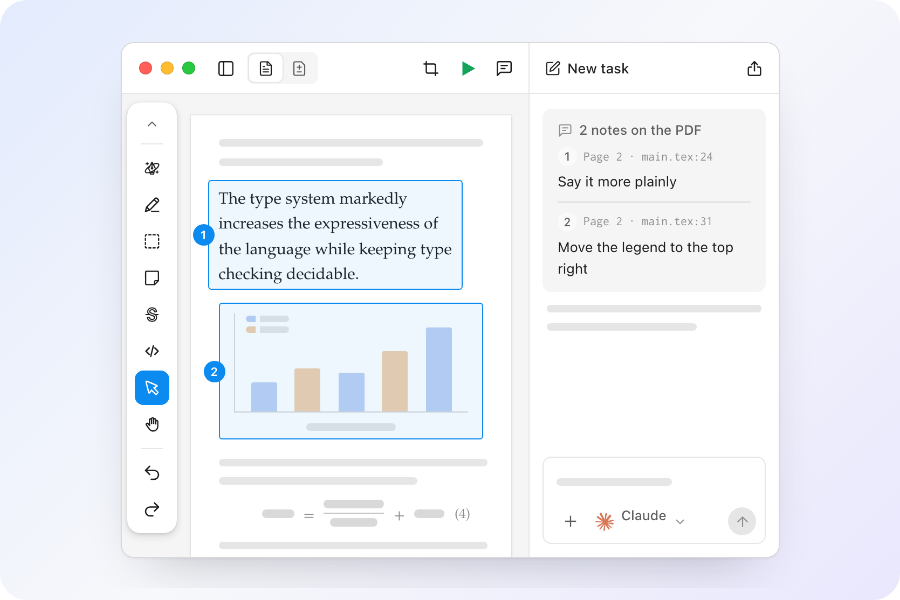 New task
The type system markedly
increases the expressiveness of
the language while keeping type
checking decidable.
1
2
= + (4)
2 notes on the PDF
1 Page 2 · main.tex:24
Say it more plainly
2 Page 2 · main.tex:31
Move the legend to the top
right
Claude